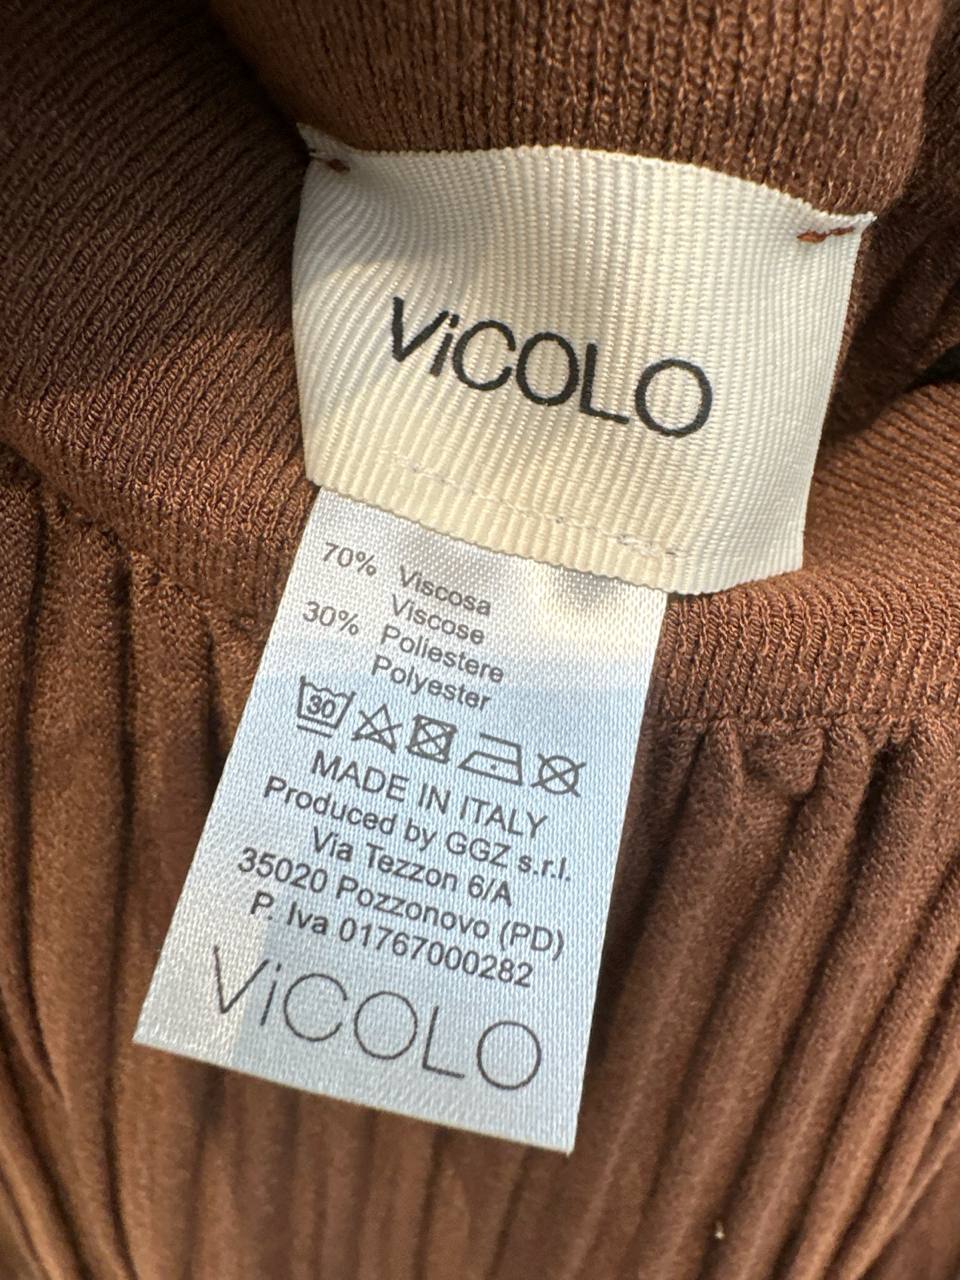 ViCOLO
70% Viscosa
Viscose
30% Poliestere
Polyester
30
MADE IN ITALY
Produced by GGZ s.r.l.
Via Tezzon 6/A
35020 Pozzonovo (PD)
P. Iva 01767000282
ViCOLO